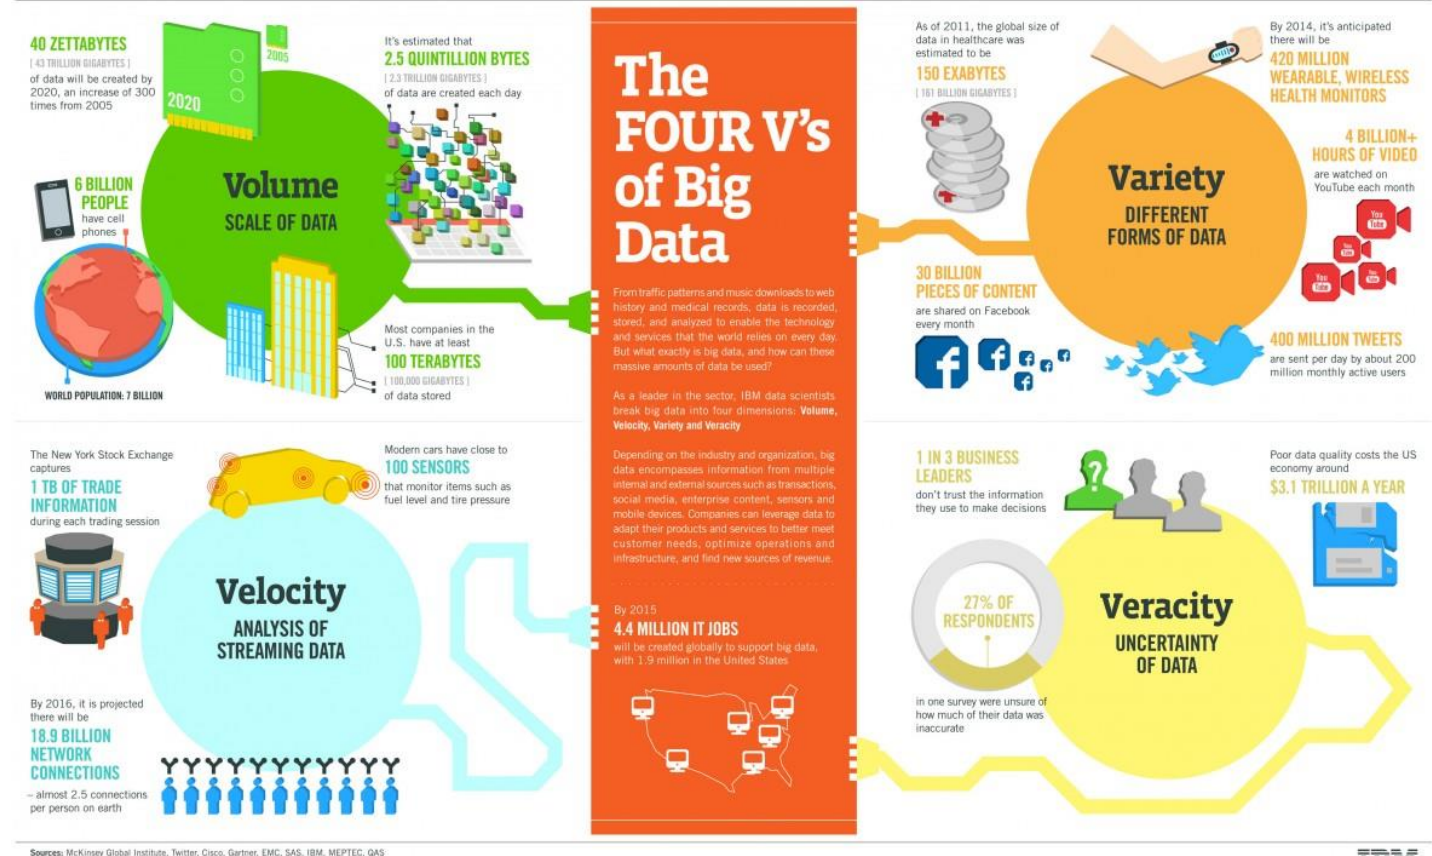 40 ZETTABYTES
[ 43 TRILLION GIGABYTES ]
of data will be created by
2020, an increase of 300
times from 2005
2020
2005
It's estimated that
2.5 QUINTILLION BYTES
[ 2.3 TRILLION GIGABYTES ]
of data are created each day
6 BILLION
PEOPLE
have cell
phones
WORLD POPULATION: 7 BILLION
Volume
SCALE OF DATA
Most companies in the
U.S. have at least
100 TERABYTES
[ 100,000 GIGABYTES ]
of data stored
The New York Stock Exchange
captures
1 TB OF TRADE
INFORMATION
during each trading session
Modern cars have close to
100 SENSORS
that monitor items such as
fuel level and tire pressure
Velocity
ANALYSIS OF
STREAMING DATA
By 2016, it is projected
there will be
18.9 BILLION
NETWORK
CONNECTIONS
– almost 2.5 connections
per person on earth
The
FOUR V's
of Big
Data
From traffic patterns and music downloads to web
history and medical records, data is recorded,
stored, and analyzed to enable the technology
and services that the world relies on every day.
But what exactly is big data, and how can these
massive amounts of data be used?
As a leader in the sector, IBM data scientists
break big data into four dimensions: Volume,
Velocity, Variety and Veracity
Depending on the industry and organization, big
data encompasses information from multiple
internal and external sources such as transactions,
social media, enterprise content, sensors and
mobile devices. Companies can leverage data to
adapt their products and services to better meet
customer needs, optimize operations and
infrastructure, and find new sources of revenue.
By 2015
4.4 MILLION IT JOBS
will be created globally to support big data,
with 1.9 million in the United States
As of 2011, the global size of
data in healthcare was
estimated to be
150 EXABYTES
[ 161 BILLION GIGABYTES ]
By 2014, it's anticipated
there will be
420 MILLION
WEARABLE, WIRELESS
HEALTH MONITORS
4 BILLION+
HOURS OF VIDEO
are watched on
YouTube each month
You
Tube
You
Tube
You
Tube
You
Tube
Variety
DIFFERENT
FORMS OF DATA
30 BILLION
PIECES OF CONTENT
are shared on Facebook
every month
f
f
f
f
f
f
400 MILLION TWEETS
are sent per day by about 200
million monthly active users
1 IN 3 BUSINESS
LEADERS
don't trust the information
they use to make decisions
?
Poor data quality costs the US
economy around
$3.1 TRILLION A YEAR
27% OF
RESPONDENTS
in one survey were unsure of
how much of their data was
inaccurate
Veracity
UNCERTAINTY
OF DATA
Sources: McKinsey Global Institute, Twitter, Cisco, Gartner, EMC, SAS, IBM, MEPTEC, QAS